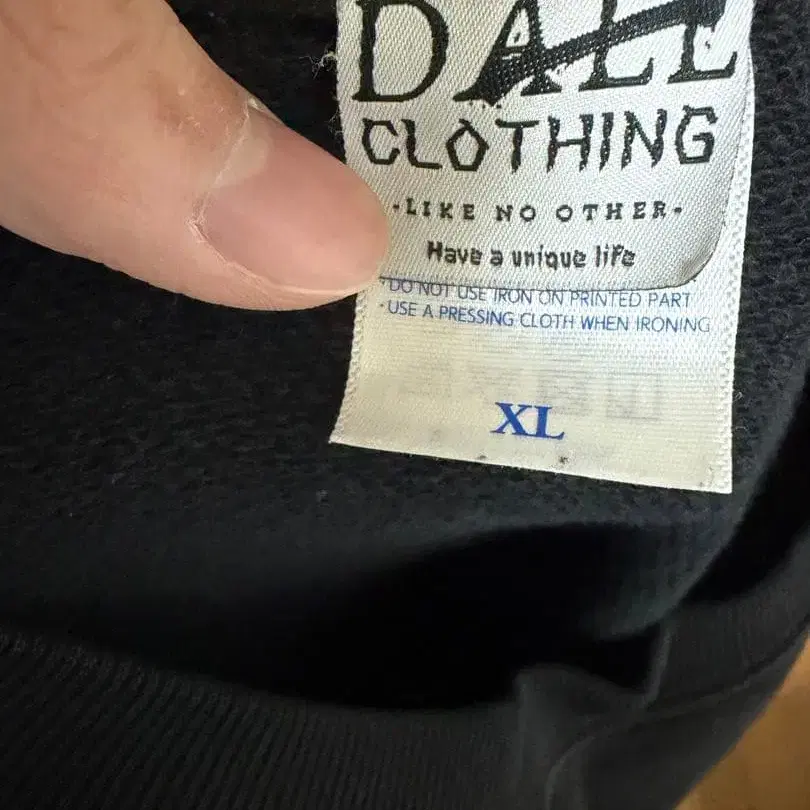 DALE
CLOTHING
·LIKE NO OTHER·
Have a unique life
·DO NOT USE IRON ON PRINTED PART
·USE A PRESSING CLOTH WHEN IRONING
XL